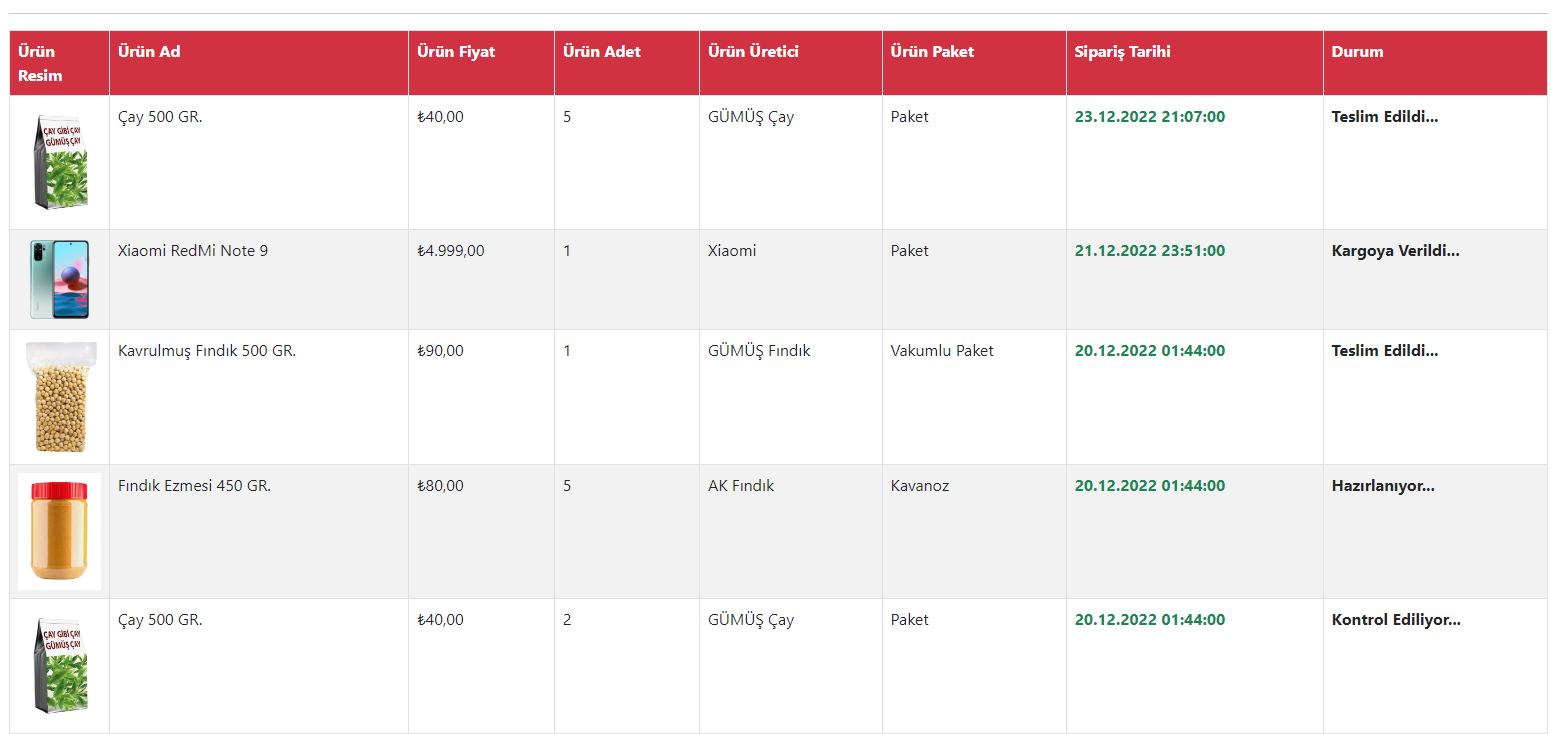 Ürün Resim Ürün Ad Ürün Fiyat Ürün Adet Ürün Üretici Ürün Paket Sipariş Tarihi Durum
ÇAY GİBİ ÇAY
GÜMÜŞ ÇAY
Çay 500 GR. ₺40,00 5 GÜMÜŞ Çay Paket 23.12.2022 21:07:00 Teslim Edildi...
Xiaomi RedMi Note 9 ₺4.999,00 1 Xiaomi Paket 21.12.2022 23:51:00 Kargoya Verildi...
Kavrulmuş Fındık 500 GR. ₺90,00 1 GÜMÜŞ Fındık Vakumlu Paket 20.12.2022 01:44:00 Teslim Edildi...
Fındık Ezmesi 450 GR. ₺80,00 5 AK Fındık Kavanoz 20.12.2022 01:44:00 Hazırlanıyor...
ÇAY GİBİ ÇAY
GÜMÜŞ ÇAY
Çay 500 GR. ₺40,00 2 GÜMÜŞ Çay Paket 20.12.2022 01:44:00 Kontrol Ediliyor...